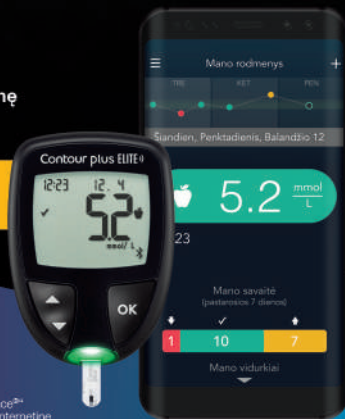 nę
Mano rodmenys
TRE KET PEN
Šiandien, Penktadienis, Balandžio 12
Contour plus ELITE
12:23 12. 4
5.2
mmol/L
OK
5.2 mmol/L
23
Mano savaitė
(pastarosios 7 dienos)
1 10 7
Mano vidurkiai